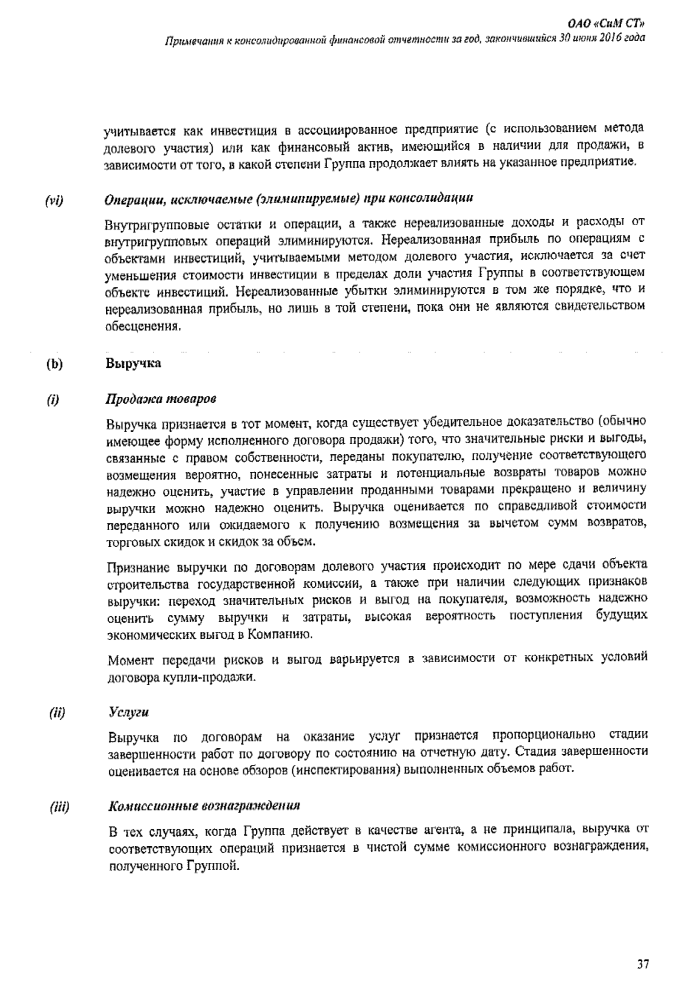 ОАО «СиМ СТ»
Примечания к консолидированной финансовой отчетности за год, закончившийся 30 июня 2016 года
учитывается как инвестиция в ассоциированное предприятие (с использованием метода
долевого участия) или как финансовый актив, имеющийся в наличии для продажи, в
зависимости от того, в какой степени Группа продолжает влиять на указанное предприятие.
(vi) Операции, исключаемые (элиминируемые) при консолидации
Внутригрупповые остатки и операции, а также нереализованные доходы и расходы от
внутригрупповых операций элиминируются. Нереализованная прибыль по операциям с
объектами инвестиций, учитываемыми методом долевого участия, исключается за счет
уменьшения стоимости инвестиции в пределах доли участия Группы в соответствующем
объекте инвестиций. Нереализованные убытки элиминируются в том же порядке, что и
нереализованная прибыль, но лишь в той степени, пока они не являются свидетельством
обесценения.
(b) Выручка
(i) Продажа товаров
Выручка признается в тот момент, когда существует убедительное доказательство (обычно
имеющее форму исполненного договора продажи) того, что значительные риски и выгоды,
связанные с правом собственности, переданы покупателю, получение соответствующего
возмещения вероятно, понесенные затраты и потенциальные возвраты товаров можно
надежно оценить, участие в управлении проданными товарами прекращено и величину
выручки можно надежно оценить. Выручка оценивается по справедливой стоимости
переданного или ожидаемого к получению возмещения за вычетом сумм возвратов,
торговых скидок и скидок за объем.
Признание выручки по договорам долевого участия происходит по мере сдачи объекта
строительства государственной комиссии, а также при наличии следующих признаков
выручки: переход значительных рисков и выгод на покупателя, возможность надежно
оценить сумму выручки и затраты, высокая вероятность поступления будущих
экономических выгод в Компанию.
Момент передачи рисков и выгод варьируется в зависимости от конкретных условий
договора купли-продажи.
(ii) Услуги
Выручка по договорам на оказание услуг признается пропорционально стадии
завершенности работ по договору по состоянию на отчетную дату. Стадия завершенности
оценивается на основе обзоров (инспектирования) выполненных объемов работ.
(iii) Комиссионные вознаграждения
В тех случаях, когда Группа действует в качестве агента, а не принципала, выручка от
соответствующих операций признается в чистой сумме комиссионного вознаграждения,
полученного Группой.
37